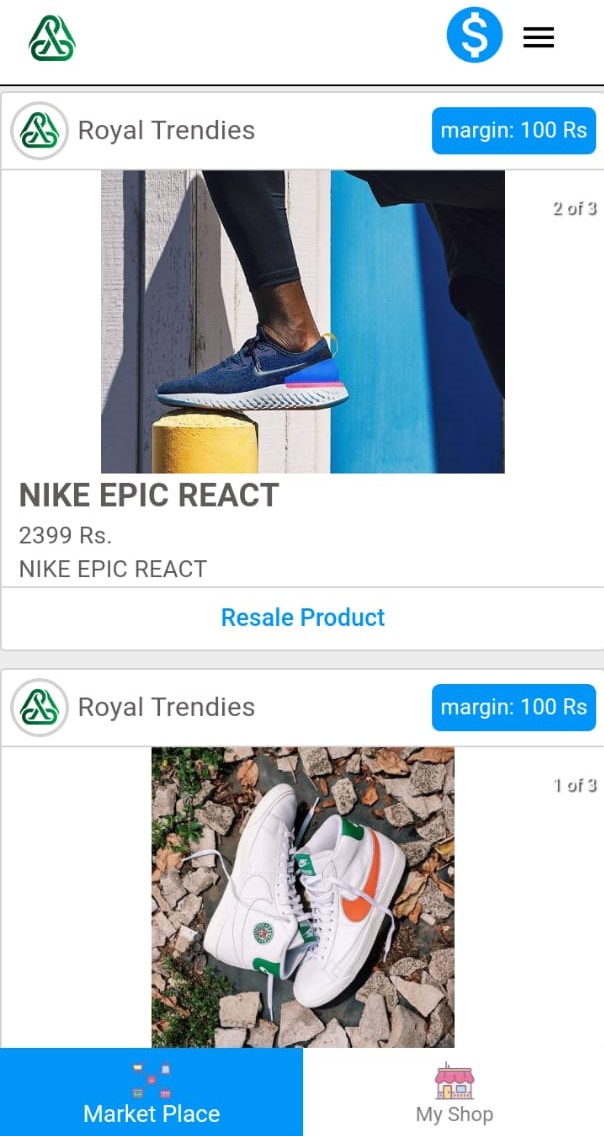 Royal Trendies
margin: 100 Rs
2 of 3
NIKE EPIC REACT
2399 Rs.
NIKE EPIC REACT
Resale Product
Royal Trendies
margin: 100 Rs
1 of 3
Market Place
My Shop